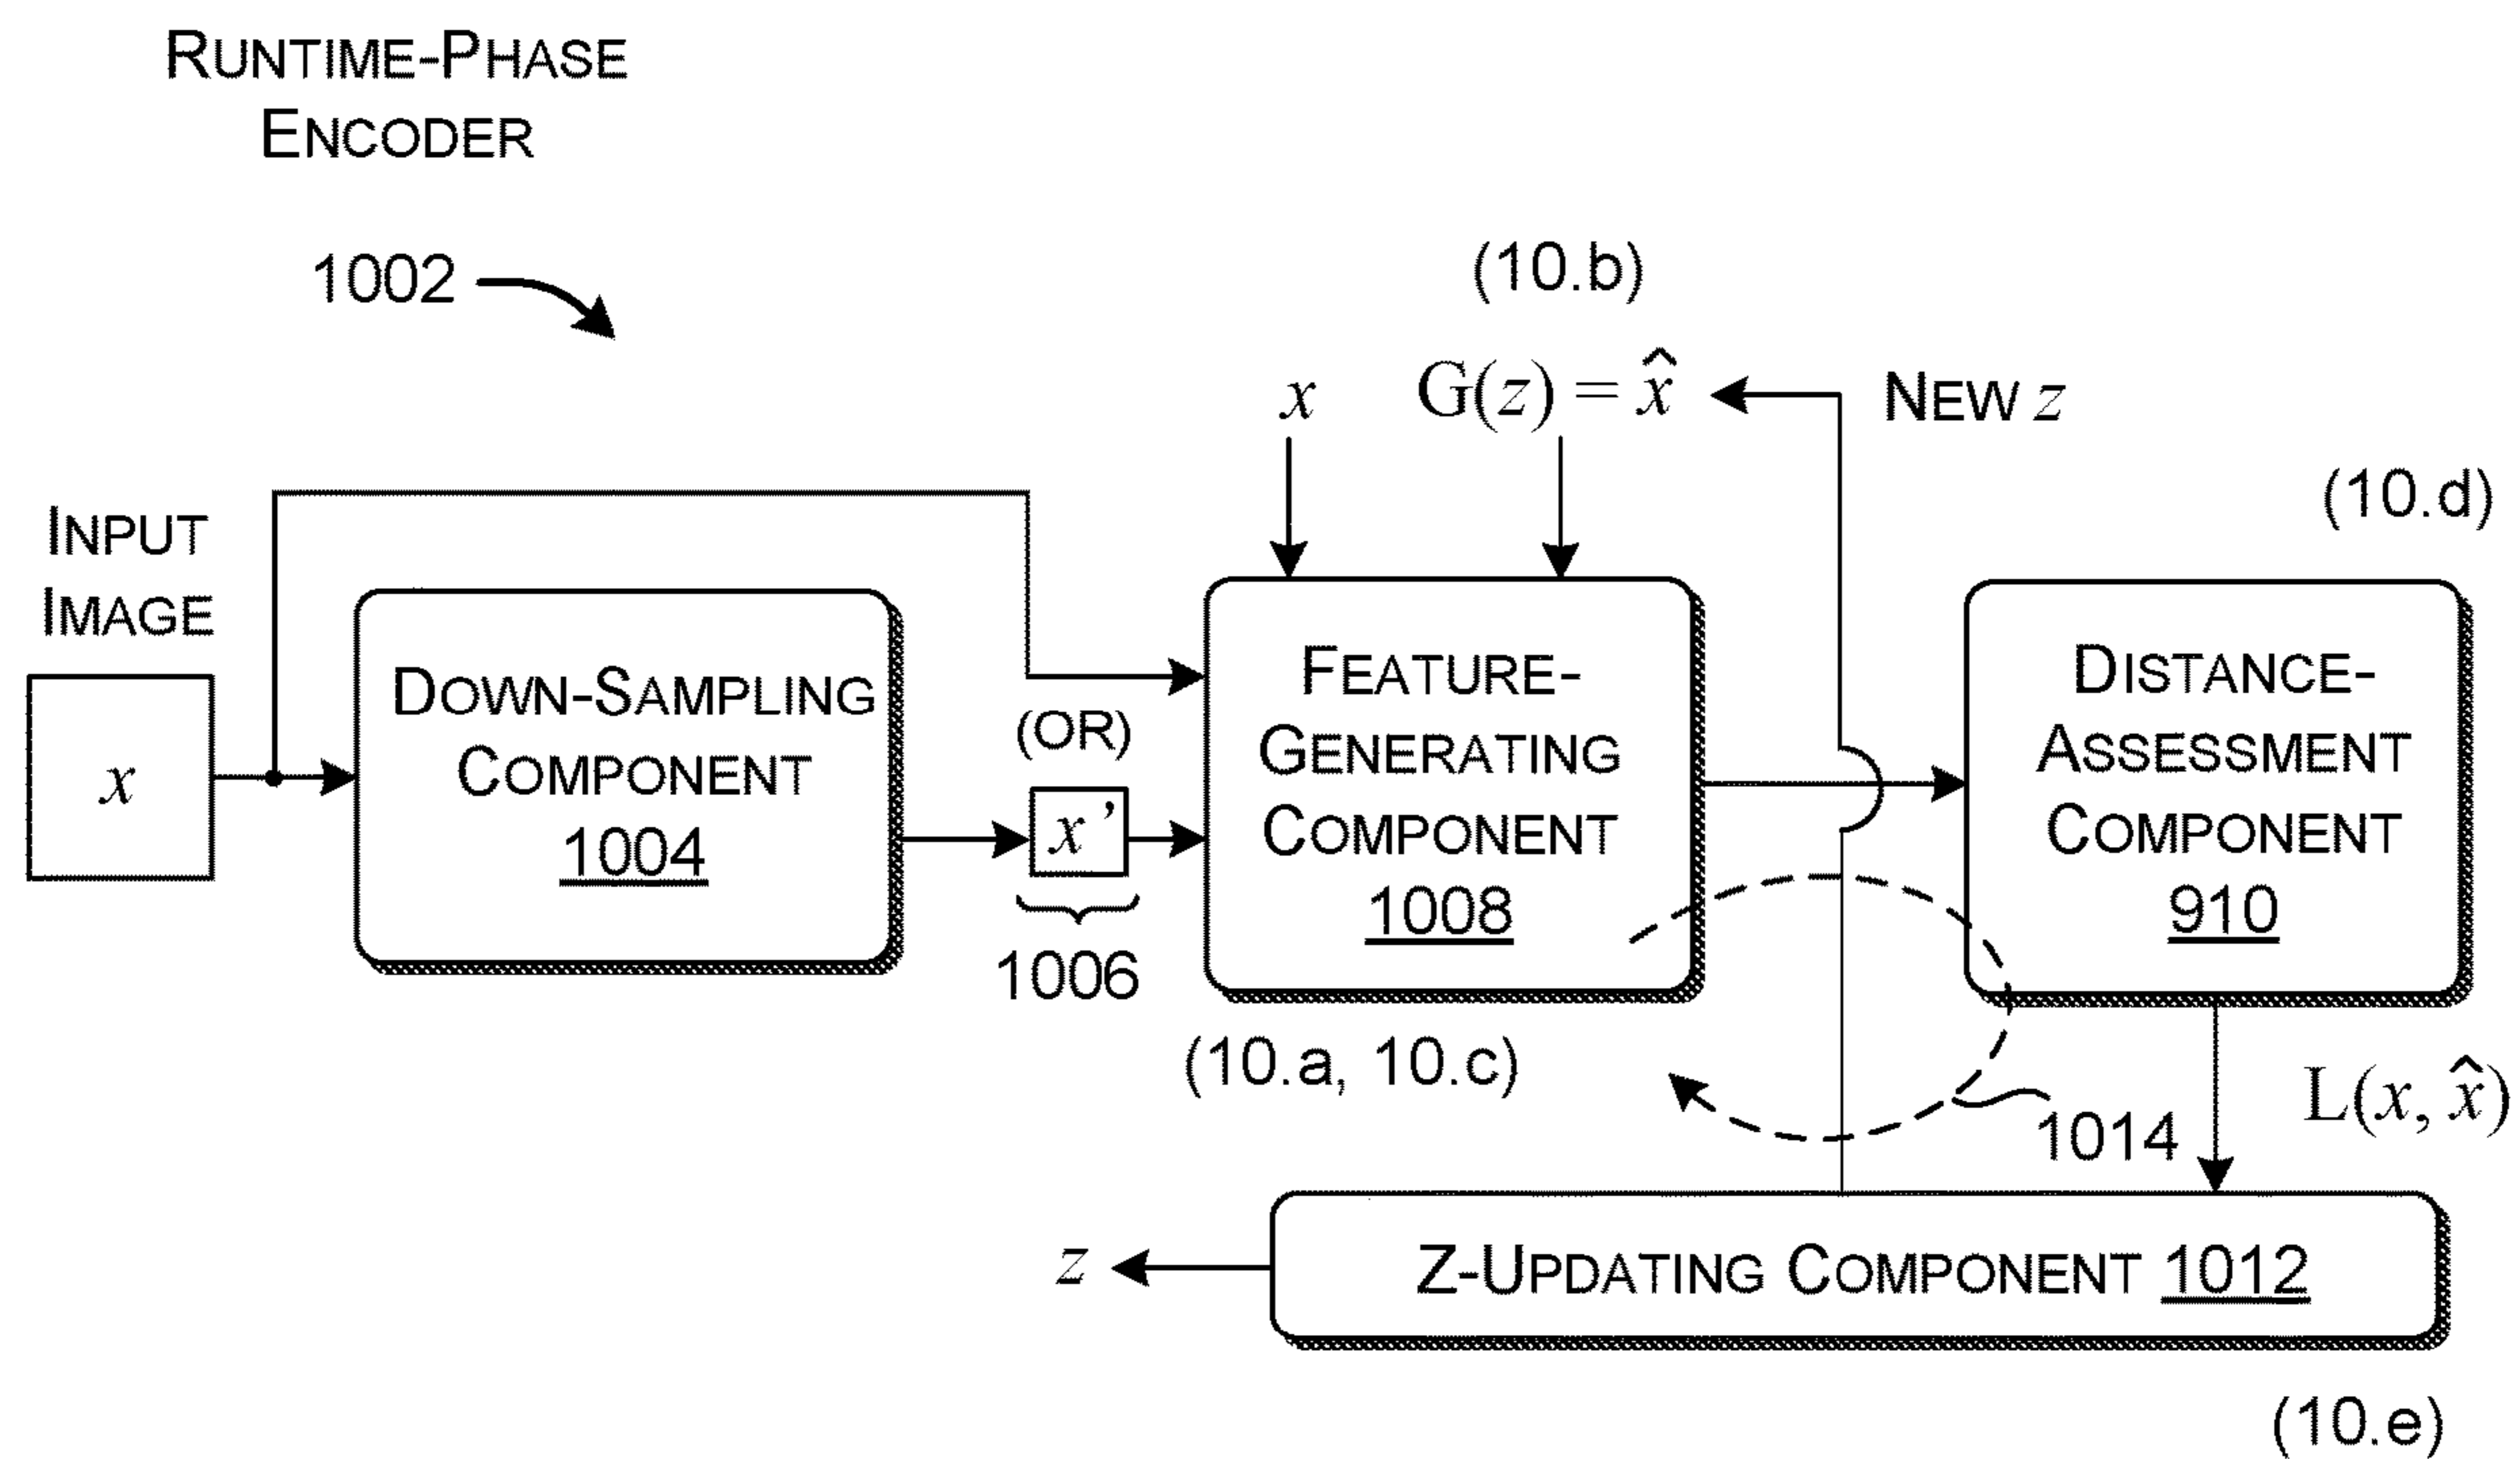 RUNTIME-PHASE
ENCODER
1002
(10.b)
x
G(z) = x̂
NEW z
(10.d)
INPUT
IMAGE
x
DOWN-SAMPLING
COMPONENT
1004
(OR)
x’
1006
FEATURE-
GENERATING
COMPONENT
1008
(10.a, 10.c)
DISTANCE-
ASSESSMENT
COMPONENT
910
L(x, x̂)
1014
z
Z-UPDATING COMPONENT 1012
(10.e)